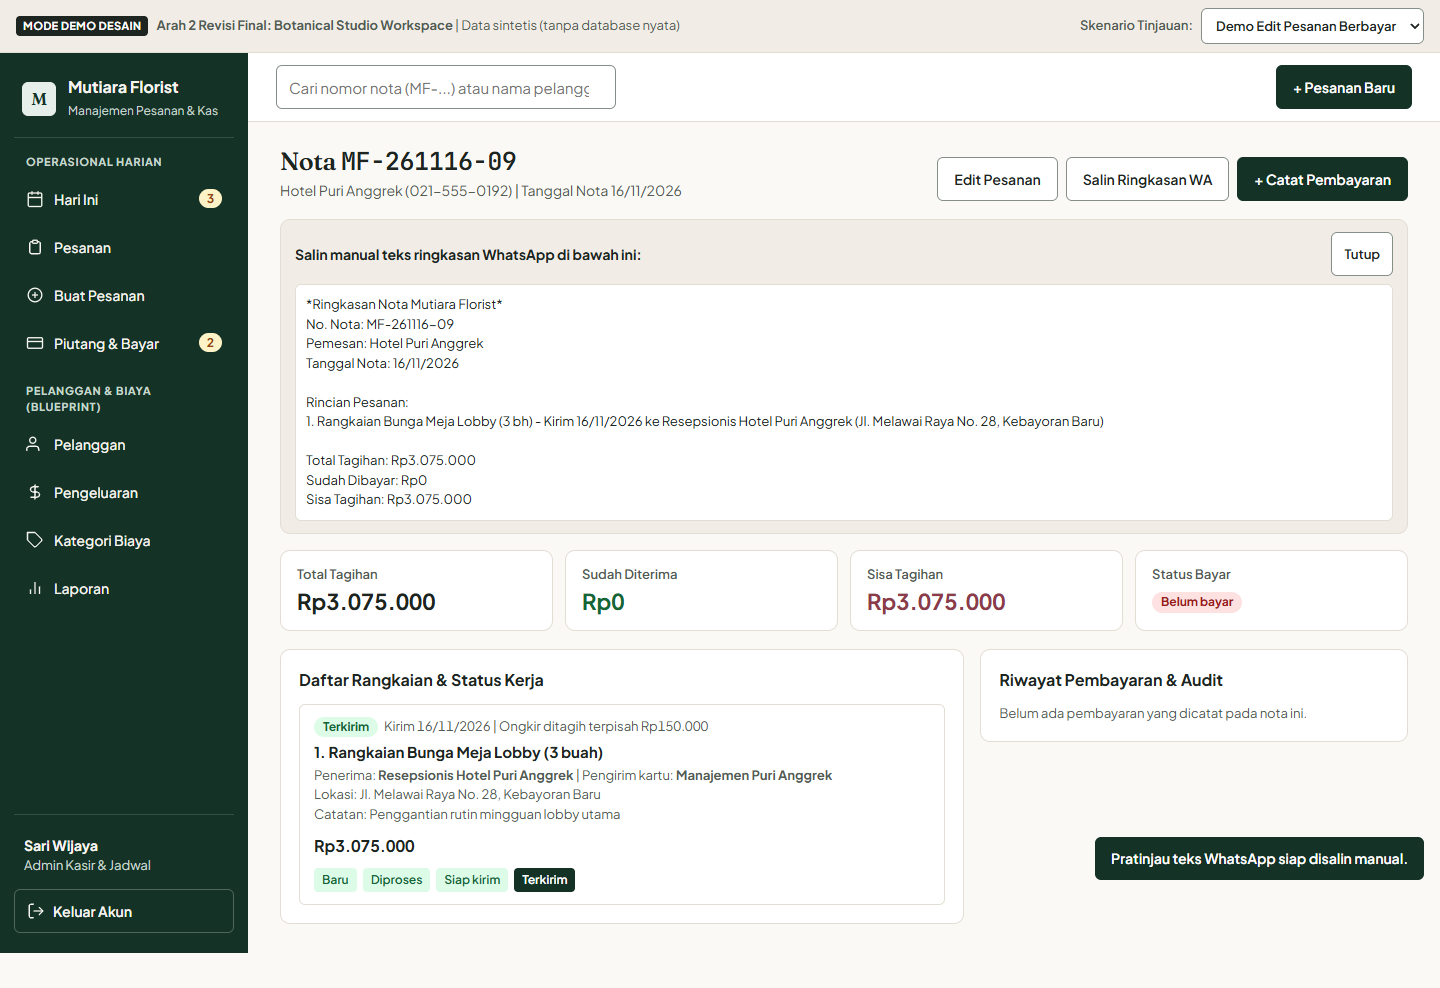 MODE DEMO DESAIN Arah 2 Revisi Final: Botanical Studio Workspace | Data sintetis (tanpa database nyata)
Skenario Tinjauan: Demo Edit Pesanan Berbayar
M
Mutiara Florist
Manajemen Pesanan & Kas
OPERASIONAL HARIAN
Hari Ini 3
Pesanan
Buat Pesanan
Piutang & Bayar 2
PELANGGAN & BIAYA
(BLUEPRINT)
Pelanggan
Pengeluaran
Kategori Biaya
Laporan
Sari Wijaya
Admin Kasir & Jadwal
Keluar Akun
Cari nomor nota (MF-...) atau nama pelangg
+ Pesanan Baru
Nota MF-261116-09
Hotel Puri Anggrek (021-555-0192) | Tanggal Nota 16/11/2026
Edit Pesanan
Salin Ringkasan WA
+ Catat Pembayaran
Salin manual teks ringkasan WhatsApp di bawah ini:
Tutup
*Ringkasan Nota Mutiara Florist*
No. Nota: MF-261116-09
Pemesan: Hotel Puri Anggrek
Tanggal Nota: 16/11/2026
Rincian Pesanan:
1. Rangkaian Bunga Meja Lobby (3 bh) - Kirim 16/11/2026 ke Resepsionis Hotel Puri Anggrek (Jl. Melawai Raya No. 28, Kebayoran Baru)
Total Tagihan: Rp3.075.000
Sudah Dibayar: Rp0
Sisa Tagihan: Rp3.075.000
Total Tagihan
Rp3.075.000
Sudah Diterima
Rp0
Sisa Tagihan
Rp3.075.000
Status Bayar
Belum bayar
Daftar Rangkaian & Status Kerja
Terkirim Kirim 16/11/2026 | Ongkir ditagih terpisah Rp150.000
1. Rangkaian Bunga Meja Lobby (3 buah)
Penerima: Resepsionis Hotel Puri Anggrek | Pengirim kartu: Manajemen Puri Anggrek
Lokasi: Jl. Melawai Raya No. 28, Kebayoran Baru
Catatan: Penggantian rutin mingguan lobby utama
Rp3.075.000
Baru Diproses Siap kirim Terkirim
Riwayat Pembayaran & Audit
Belum ada pembayaran yang dicatat pada nota ini.
Pratinjau teks WhatsApp siap disalin manual.